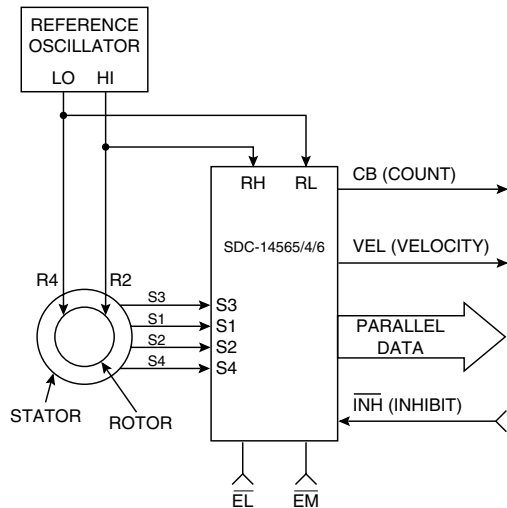 REFERENCE
OSCILLATOR
LO HI
RH RL
CB (COUNT)
SDC-14565/4/6
VEL (VELOCITY)
R4 R2
S3 S3
S1 S1
S2 S2
S4 S4
PARALLEL
DATA
STATOR
ROTOR
INH (INHIBIT)
EL EM